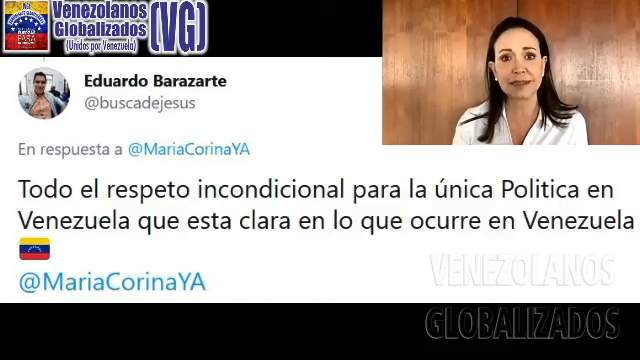 Venezolanos
Globalizados
(Unidos por Venezuela)
(VG)
Eduardo Barazarte
@buscadejesus
En respuesta a @MariaCorinaYA
Todo el respeto incondicional para la única Politica en
Venezuela que esta clara en lo que ocurre en Venezuela
@MariaCorinaYA
VENEZOLANOS
GLOBALIZADOS